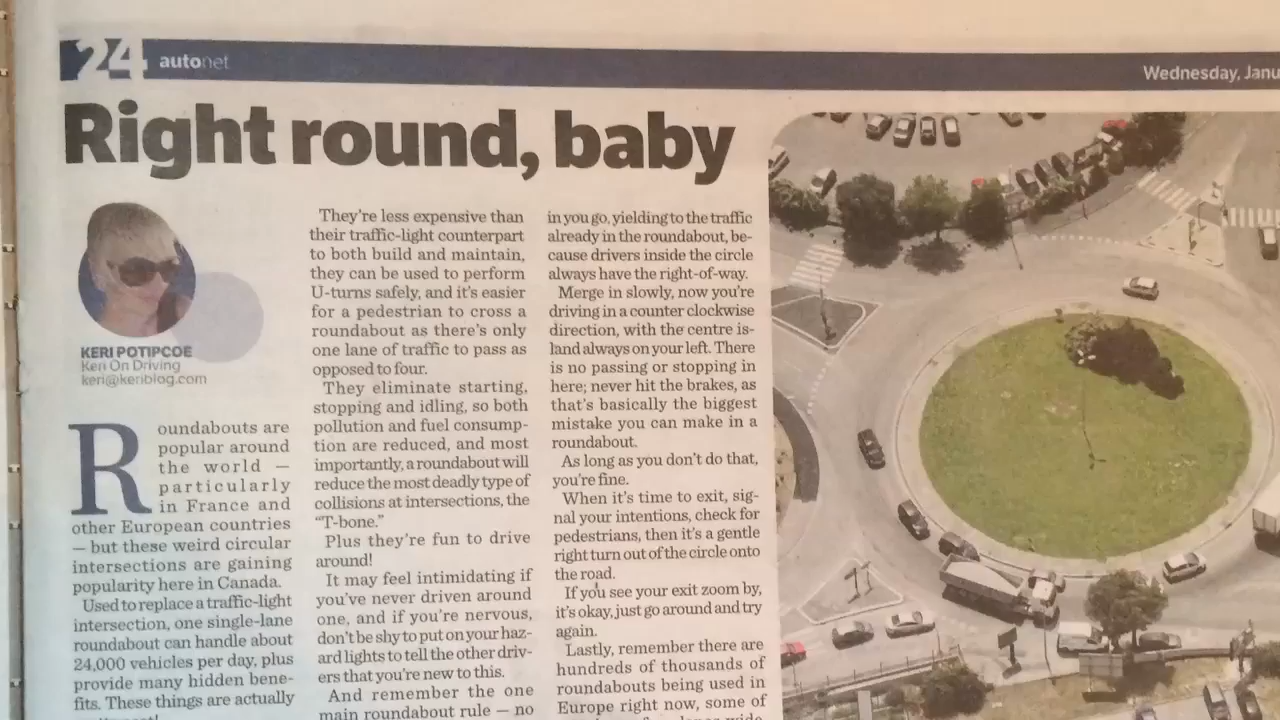 24 autonet
Wednesday, Janu
Right round, baby
KERI POTIPCOE
Keri On Driving
keri@keriblog.com
Roundabouts are
popular around
the world —
particularly
in France and
other European countries
— but these weird circular
intersections are gaining
popularity here in Canada.
Used to replace a traffic-light
intersection, one single-lane
roundabout can handle about
24,000 vehicles per day, plus
provide many hidden bene-
fits. These things are actually
They're less expensive than
their traffic-light counterpart
to both build and maintain,
they can be used to perform
U-turns safely, and it's easier
for a pedestrian to cross a
roundabout as there's only
one lane of traffic to pass as
opposed to four.
They eliminate starting,
stopping and idling, so both
pollution and fuel consump-
tion are reduced, and most
importantly, a roundabout will
reduce the most deadly type of
collisions at intersections, the
“T-bone.”
Plus they're fun to drive
around!
It may feel intimidating if
you've never driven around
one, and if you're nervous,
don't be shy to put on your haz-
ard lights to tell the other driv-
ers that you're new to this.
And remember the one
main roundabout rule — no
in you go, yielding to the traffic
already in the roundabout, be-
cause drivers inside the circle
always have the right-of-way.
Merge in slowly, now you're
driving in a counter clockwise
direction, with the centre is-
land always on your left. There
is no passing or stopping in
here; never hit the brakes, as
that's basically the biggest
mistake you can make in a
roundabout.
As long as you don't do that,
you're fine.
When it's time to exit, sig-
nal your intentions, check for
pedestrians, then it's a gentle
right turn out of the circle onto
the road.
If you see your exit zoom by,
it's okay, just go around and try
again.
Lastly, remember there are
hundreds of thousands of
roundabouts being used in
Europe right now, some of